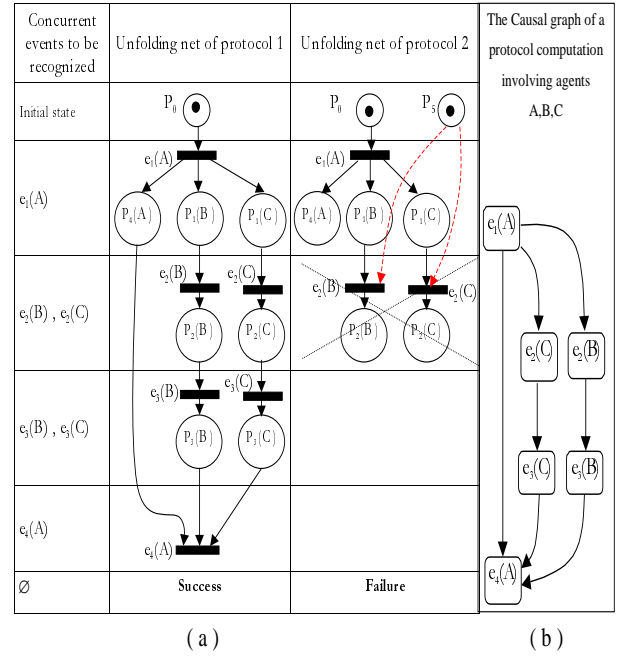 Concurrent
events to be
recognized
Unfolding net of protocol 1
Unfolding net of protocol 2
The Causal graph of a
protocol computation
involving agents
A,B,C
Initial state
P0
P0
P5
e1(A)
e1(A)
e1(A)
P4(A)
P1(B)
P1(C)
P4(A)
P1(B)
P1(C)
e1(A)
e2(B) , e2(C)
e2(B)
e2(C)
e2(B)
e2(C)
P2(B)
P2(C)
P2(B)
P2(C)
e2(C)
e2(B)
e3(B) , e3(C)
e3(B)
e3(C)
P3(B)
P3(C)
e3(C)
e3(B)
e4(A)
e4(A)
e4(A)
∅
Success
Failure
(a)
(b)